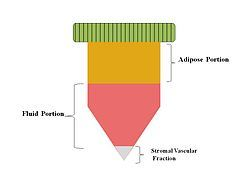 Adipose Portion
Fluid Portion
Stromal Vascular
Fraction